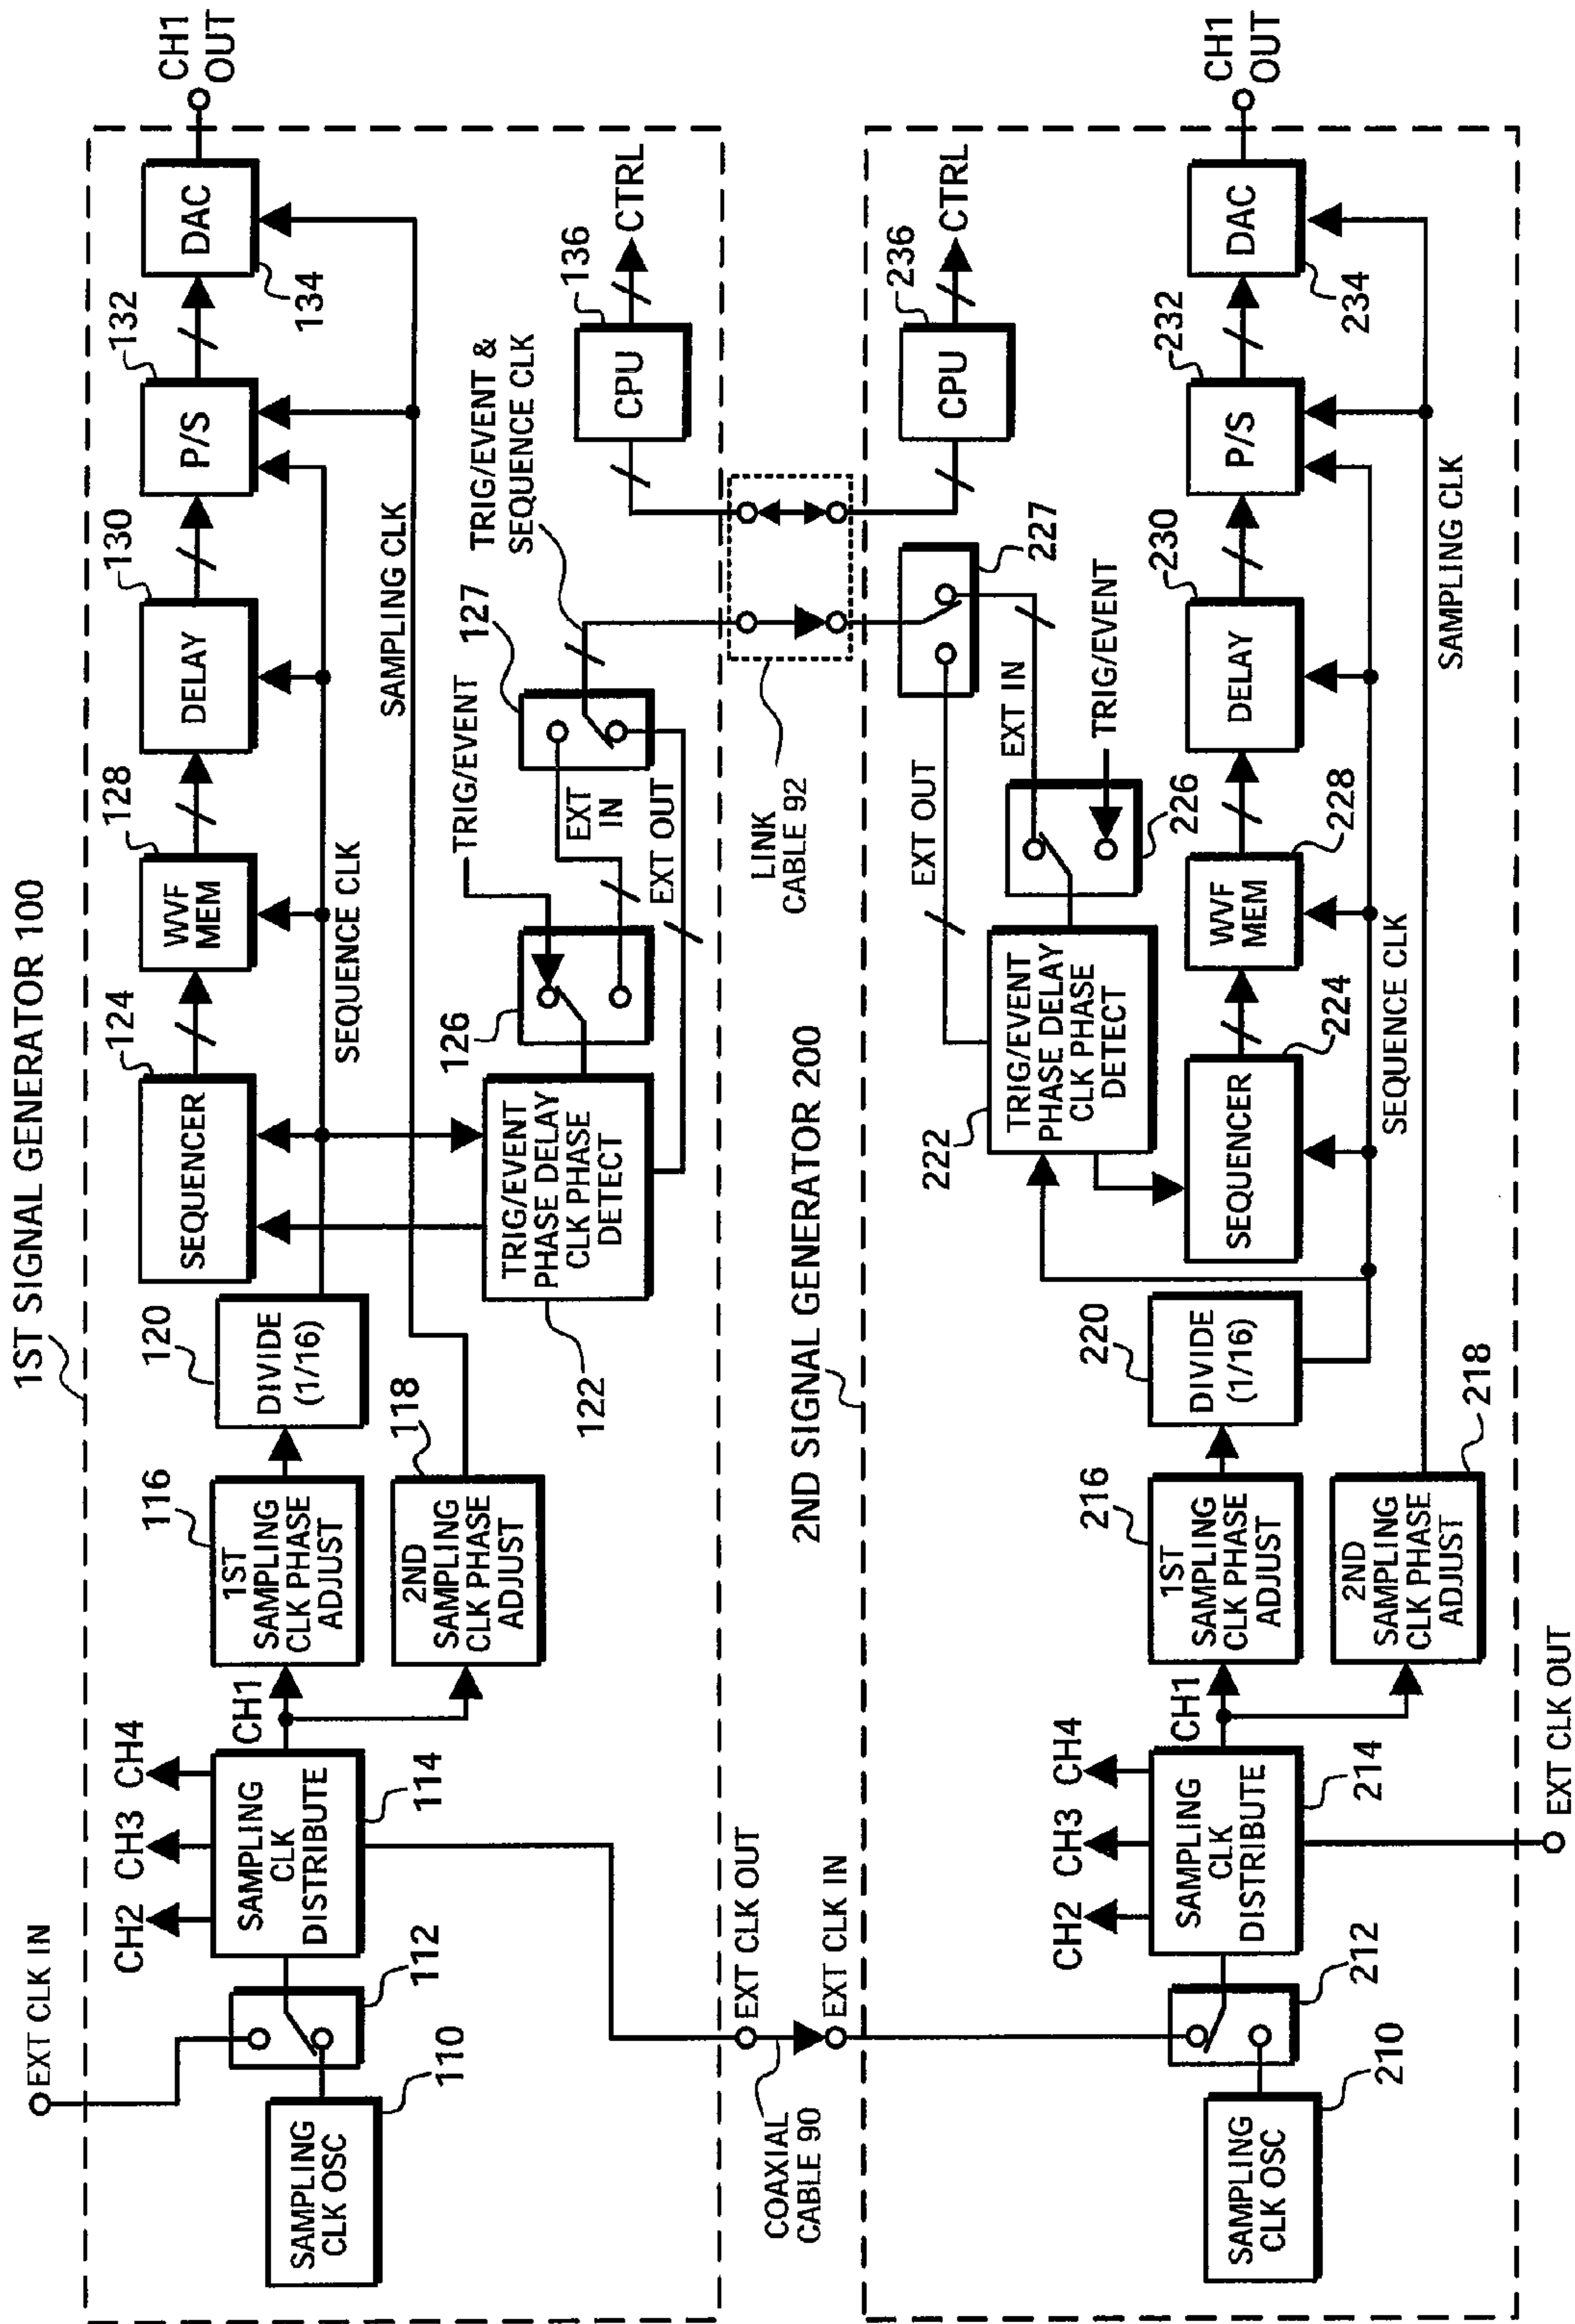 1ST SIGNAL GENERATOR 100
EXT CLK IN
SAMPLING
CLK OSC
110
112
CH2
CH3
CH4
SAMPLING
CLK
DISTRIBUTE
114
CH1
1ST
SAMPLING
CLK PHASE
ADJUST
116
2ND
SAMPLING
CLK PHASE
ADJUST
118
DIVIDE
(1/16)
120
SEQUENCER
124
WVF
MEM
128
DELAY
130
P/S
132
DAC
134
CH1
OUT
SEQUENCE CLK
SAMPLING CLK
TRIG/EVENT
PHASE DELAY
CLK PHASE
DETECT
122
126
TRIG/EVENT
EXT
IN
EXT OUT
127
TRIG/EVENT &
SEQUENCE CLK
CPU
136
CTRL
COAXIAL
CABLE 90
EXT CLK OUT
EXT CLK IN
LINK
CABLE 92
2ND SIGNAL GENERATOR 200
SAMPLING
CLK OSC
210
212
CH2
CH3
CH4
SAMPLING
CLK
DISTRIBUTE
214
CH1
1ST
SAMPLING
CLK PHASE
ADJUST
216
2ND
SAMPLING
CLK PHASE
ADJUST
218
DIVIDE
(1/16)
220
TRIG/EVENT
PHASE DELAY
CLK PHASE
DETECT
222
EXT OUT
EXT IN
226
TRIG/EVENT
227
CPU
236
CTRL
SEQUENCER
224
WVF
MEM
228
DELAY
230
P/S
232
DAC
234
CH1
OUT
SEQUENCE CLK
SAMPLING CLK
EXT CLK OUT